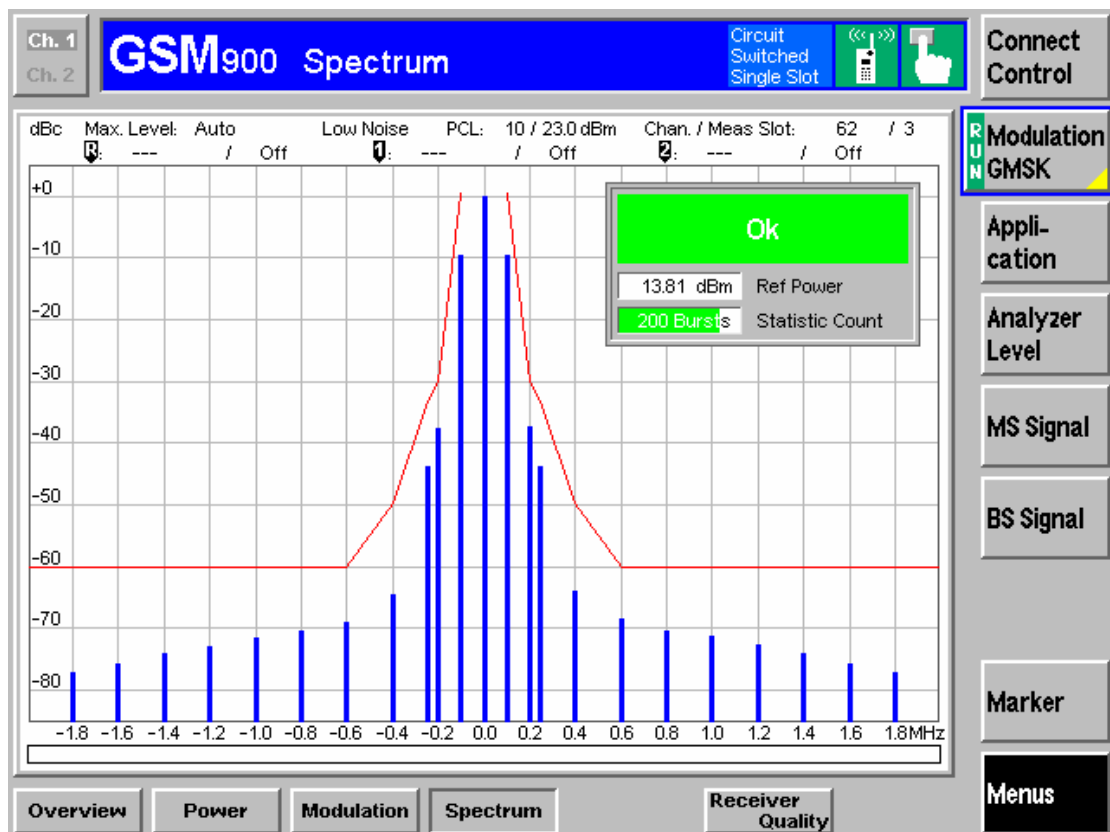 Ch. 1
Ch. 2
GSM900 Spectrum
Circuit
Switched
Single Slot
Connect
Control
dBc Max. Level: Auto Low Noise PCL: 10 / 23.0 dBm Chan. / Meas Slot: 62 / 3
R: --- / Off 1: --- / Off 2: --- / Off
RUN
Modulation
GMSK
+0
-10
-20
-30
-40
-50
-60
-70
-80
Ok
13.81 dBm Ref Power
200 Bursts Statistic Count
-1.8 -1.6 -1.4 -1.2 -1.0 -0.8 -0.6 -0.4 -0.2 0.0 0.2 0.4 0.6 0.8 1.0 1.2 1.4 1.6 1.8 MHz
Appli-
cation
Analyzer
Level
MS Signal
BS Signal
Marker
Menus
Overview
Power
Modulation
Spectrum
Receiver
Quality